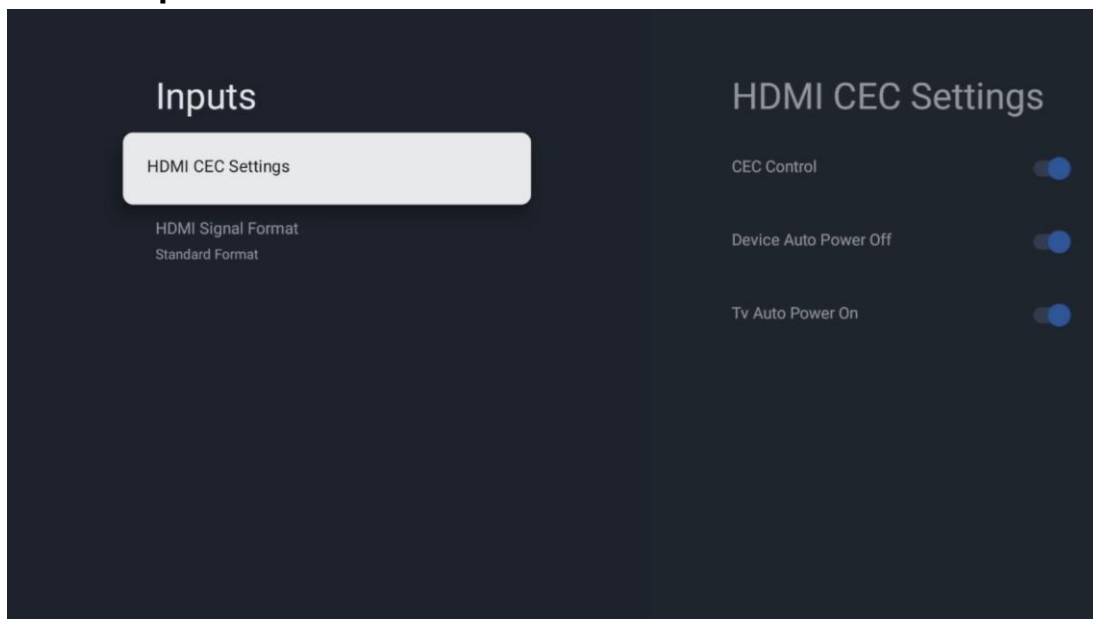 Inputs
HDMI CEC Settings
HDMI Signal Format
Standard Format
HDMI CEC Settings
CEC Control
Device Auto Power Off
Tv Auto Power On